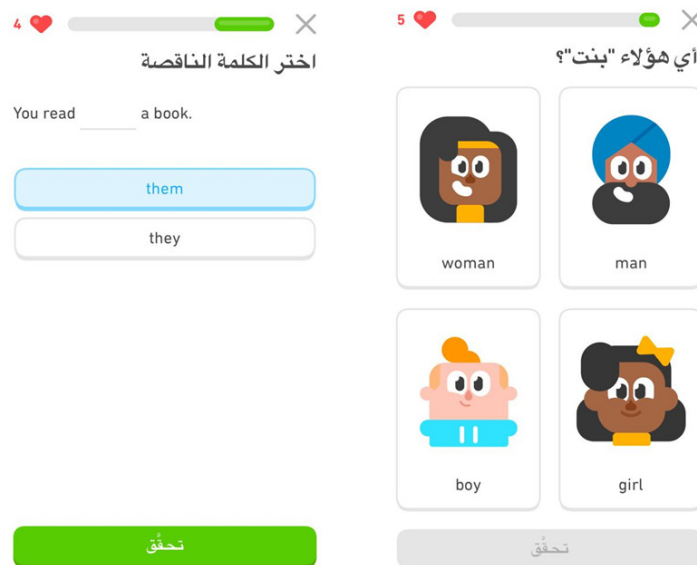 4
اختر الكلمة الناقصة
You read ____ a book.
them
they
تحقَّق
5
أي هؤلاء "بنت"؟
woman
man
boy
girl
تحقَّق